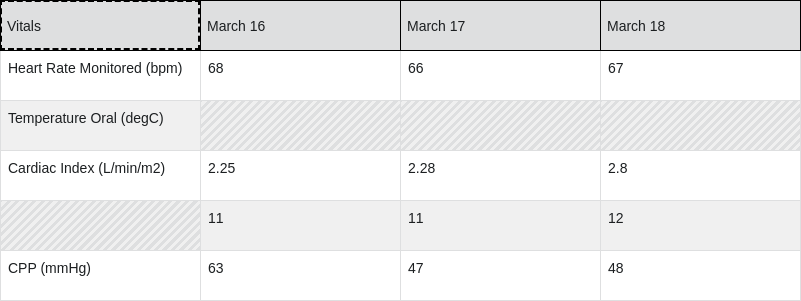 Vitals March 16 March 17 March 18
Heart Rate Monitored (bpm) 68 66 67
Temperature Oral (degC)
Cardiac Index (L/min/m2) 2.25 2.28 2.8
11 11 12
CPP (mmHg) 63 47 48